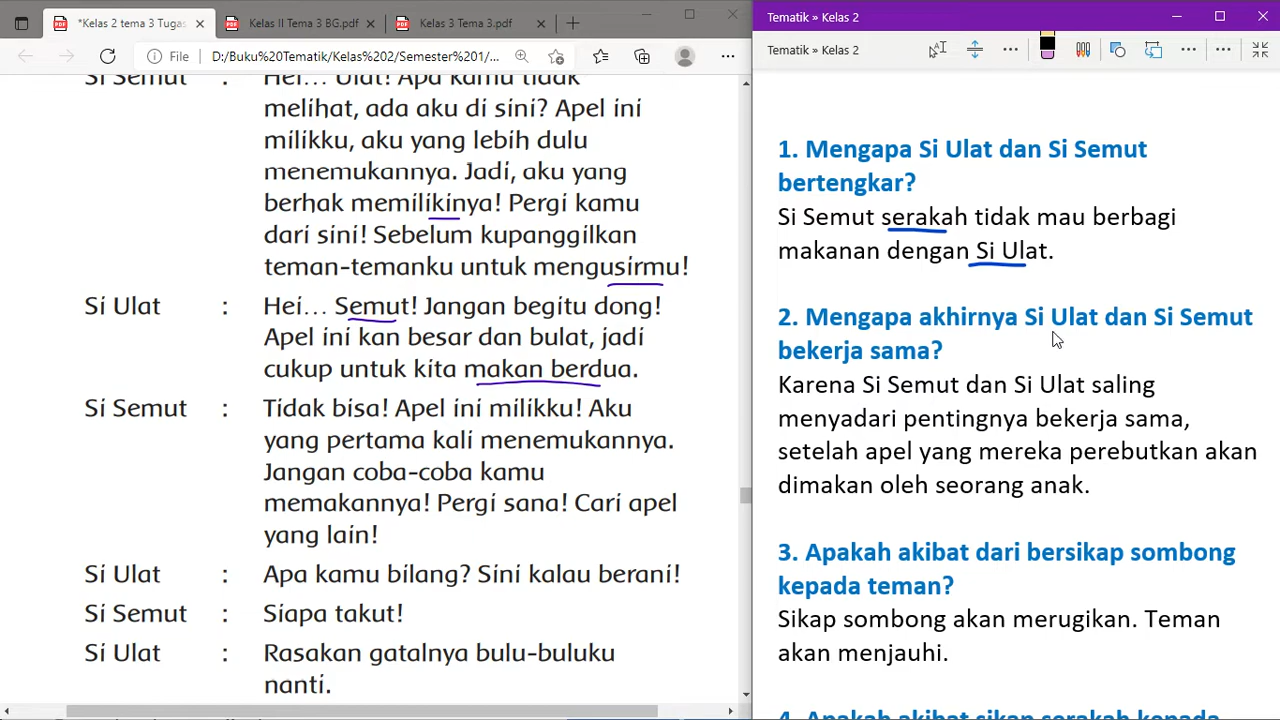 *Kelas 2 tema 3 Tugas
Kelas II Tema 3 BG.pdf
Kelas 3 Tema 3.pdf
File
D:/Buku%20Tematik/Kelas%202/Semester%201/...
Si Semut : Hei... Ulat! Apa kamu tidak
melihat, ada aku di sini? Apel ini
milikku, aku yang lebih dulu
menemukannya. Jadi, aku yang
berhak memilikinya! Pergi kamu
dari sini! Sebelum kupanggilkan
teman-temanku untuk mengusirmu!
Si Ulat : Hei... Semut! Jangan begitu dong!
Apel ini kan besar dan bulat, jadi
cukup untuk kita makan berdua.
Si Semut : Tidak bisa! Apel ini milikku! Aku
yang pertama kali menemukannya.
Jangan coba-coba kamu
memakannya! Pergi sana! Cari apel
yang lain!
Si Ulat : Apa kamu bilang? Sini kalau berani!
Si Semut : Siapa takut!
Si Ulat : Rasakan gatalnya bulu-buluku
nanti.
Tematik » Kelas 2
Tematik » Kelas 2
1. Mengapa Si Ulat dan Si Semut
bertengkar?
Si Semut serakah tidak mau berbagi
makanan dengan Si Ulat.
2. Mengapa akhirnya Si Ulat dan Si Semut
bekerja sama?
Karena Si Semut dan Si Ulat saling
menyadari pentingnya bekerja sama,
setelah apel yang mereka perebutkan akan
dimakan oleh seorang anak.
3. Apakah akibat dari bersikap sombong
kepada teman?
Sikap sombong akan merugikan. Teman
akan menjauhi.
4. Apakah akibat sikap serakah kepada